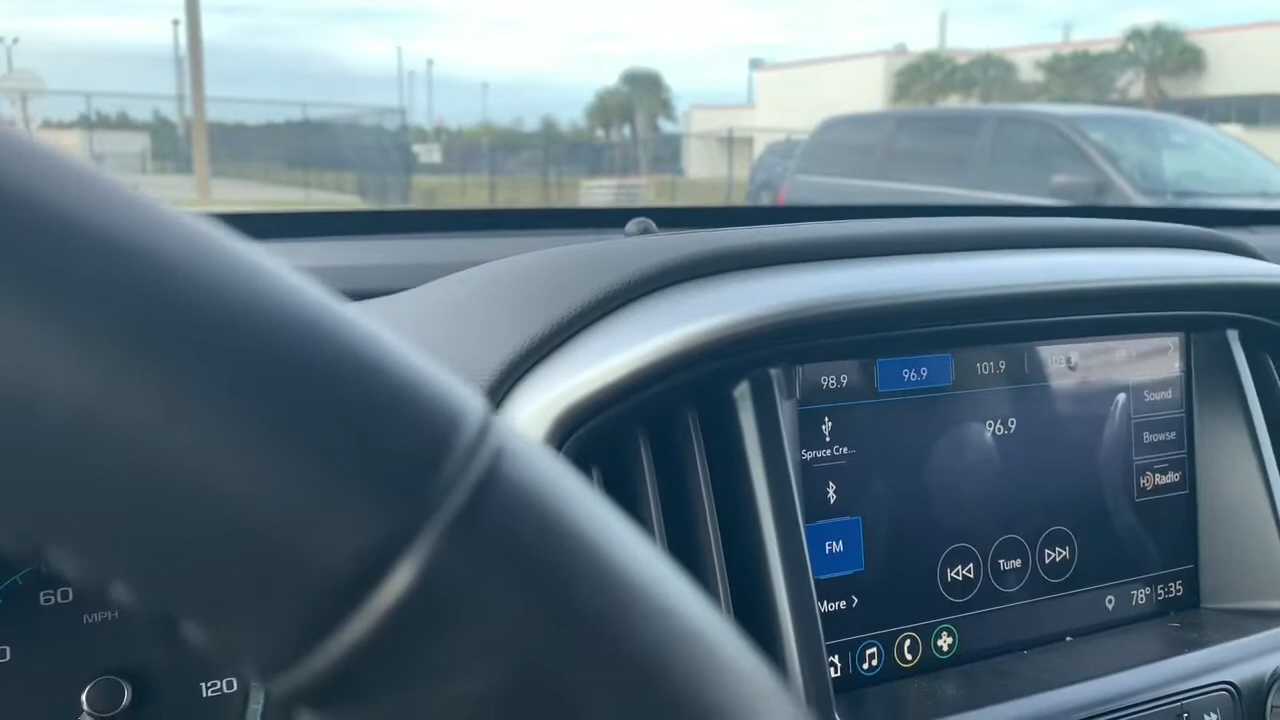 98.9 96.9 101.9
96.9
Sound
Spruce Cre...
Browse
HD Radio
FM
Tune
More
78° 5:35
60
MPH
120